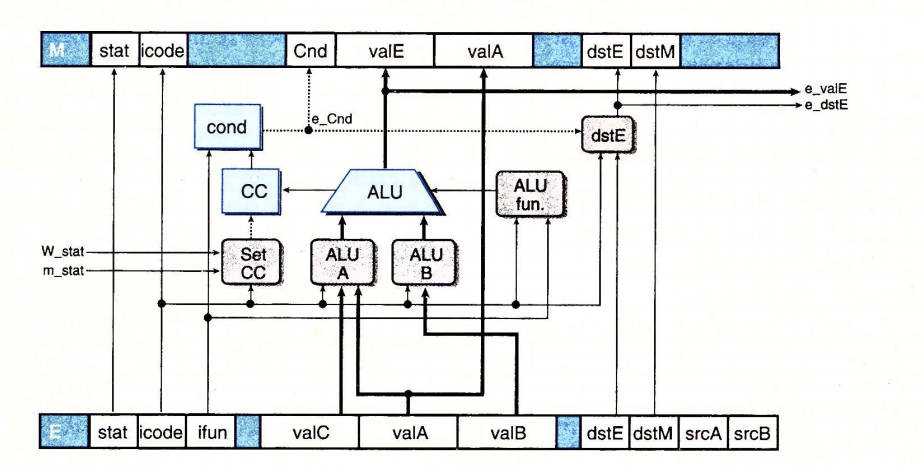 M stat icode Cnd valE valA dstE dstM
e_valE
e_dstE
e_Cnd
cond
dstE
CC
ALU
ALU
fun.
W_stat
m_stat
Set
CC
ALU
A
ALU
B
E stat icode ifun valC valA valB dstE dstM srcA srcB